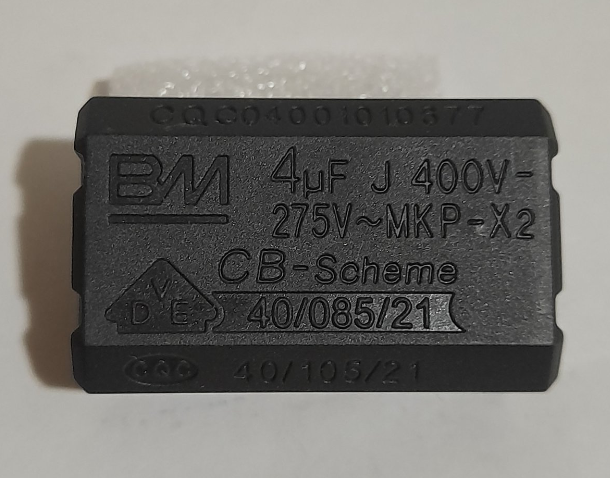 CQC04001010377
BM 4µF J 400V-
275V~MKP-X2
CB-Scheme
VDE 40/085/21
CQC 40/105/21